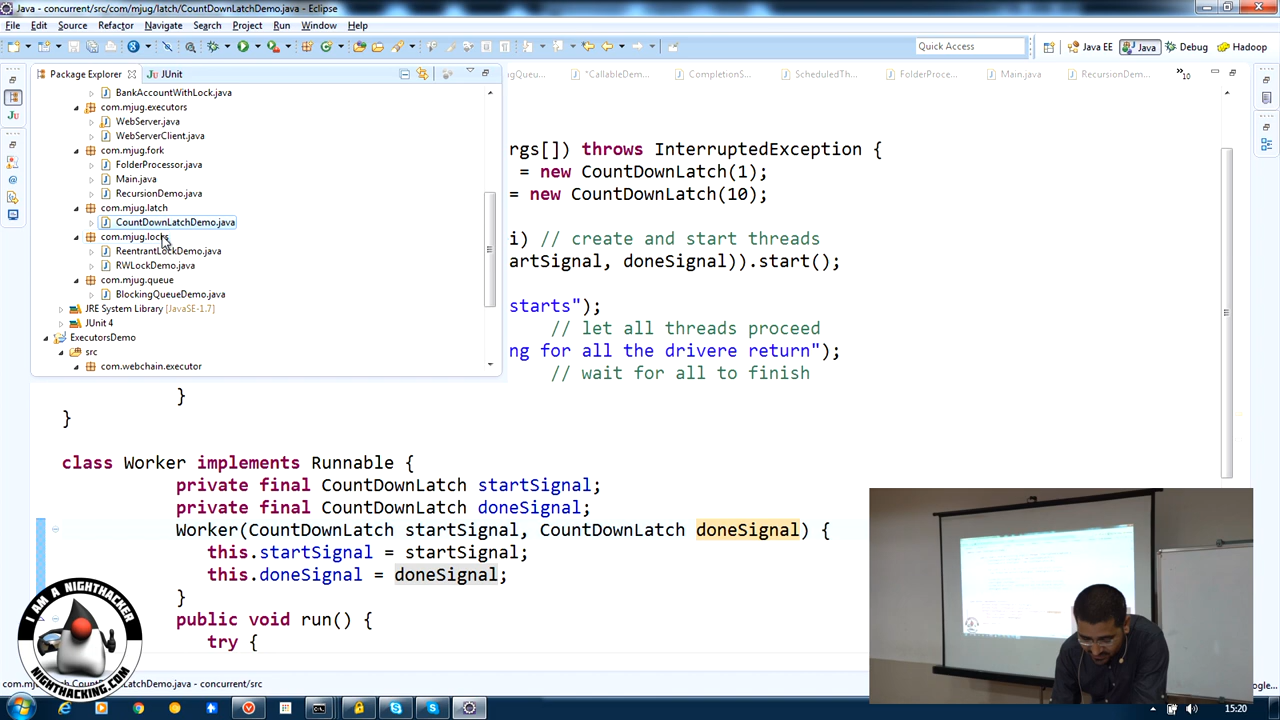 Java - concurrent/src/com/mjug/latch/CountDownLatchDemo.java - Eclipse
File Edit Source Refactor Navigate Search Project Run Window Help
Quick Access
Java EE
Java
Debug
Hadoop
Package Explorer
JUnit
gQueu...
*CallableDem...
CompletionS...
ScheduledTh...
FolderProce...
Main.java
RecursionDem...
10
BankAccountWithLock.java
com.mjug.executors
WebServer.java
WebServerClient.java
com.mjug.fork
FolderProcessor.java
Main.java
RecursionDemo.java
com.mjug.latch
CountDownLatchDemo.java
com.mjug.locks
ReentrantLockDemo.java
RWLockDemo.java
com.mjug.queue
BlockingQueueDemo.java
JRE System Library [JavaSE-1.7]
JUnit 4
ExecutorsDemo
src
com.webchain.executor
rgs[]) throws InterruptedException {
= new CountDownLatch(1);
= new CountDownLatch(10);
i) // create and start threads
artSignal, doneSignal)).start();
starts");
// let all threads proceed
ng for all the drivere return");
// wait for all to finish
}
}
class Worker implements Runnable {
private final CountDownLatch startSignal;
private final CountDownLatch doneSignal;
Worker(CountDownLatch startSignal, CountDownLatch doneSignal) {
this.startSignal = startSignal;
this.doneSignal = doneSignal;
}
public void run() {
try {
I AM A NIGHTHACKER
NIGHTHACKING.COM
oogle...
15:20